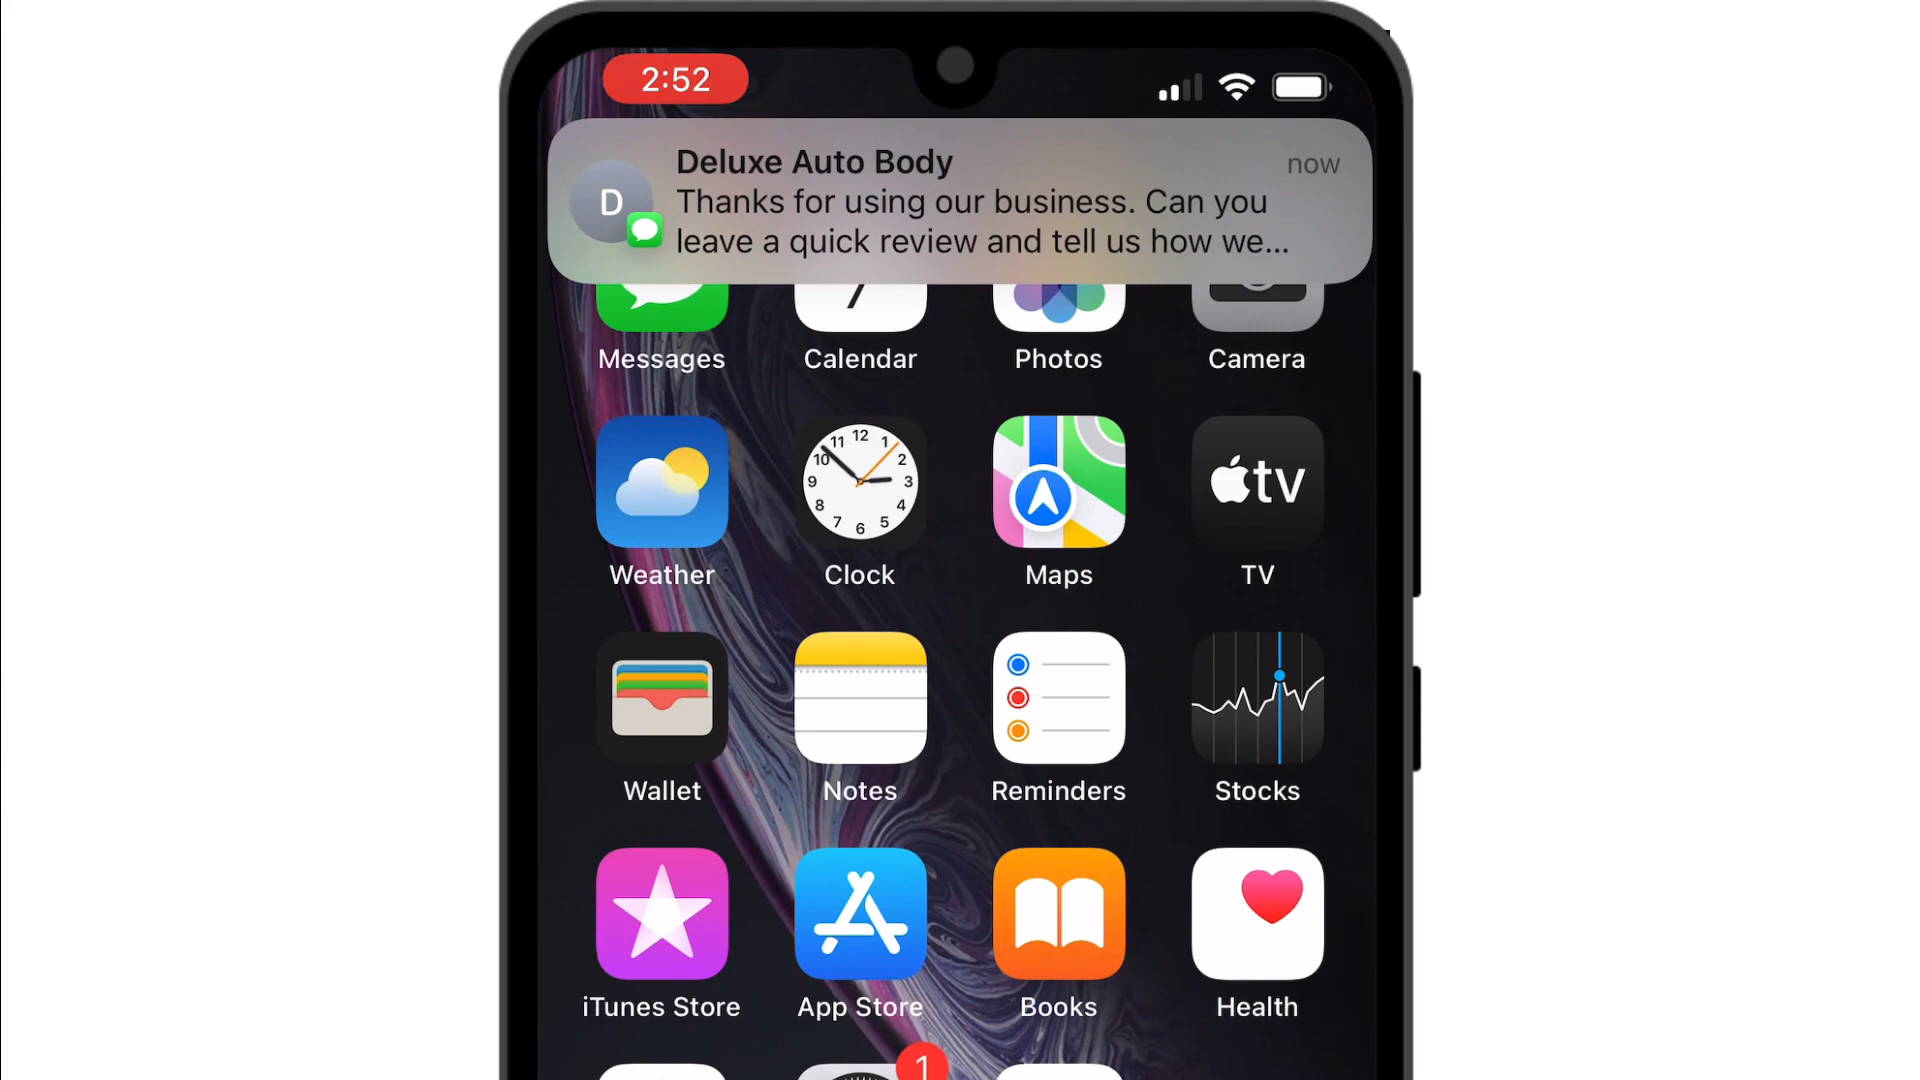 2:52
Deluxe Auto Body
now
D
Thanks for using our business. Can you
leave a quick review and tell us how we...
7
Messages
Calendar
Photos
Camera
12
11
1
10
2
9
3
8
4
7
5
6
tv
Weather
Clock
Maps
TV
Wallet
Notes
Reminders
Stocks
iTunes Store
App Store
Books
Health
1